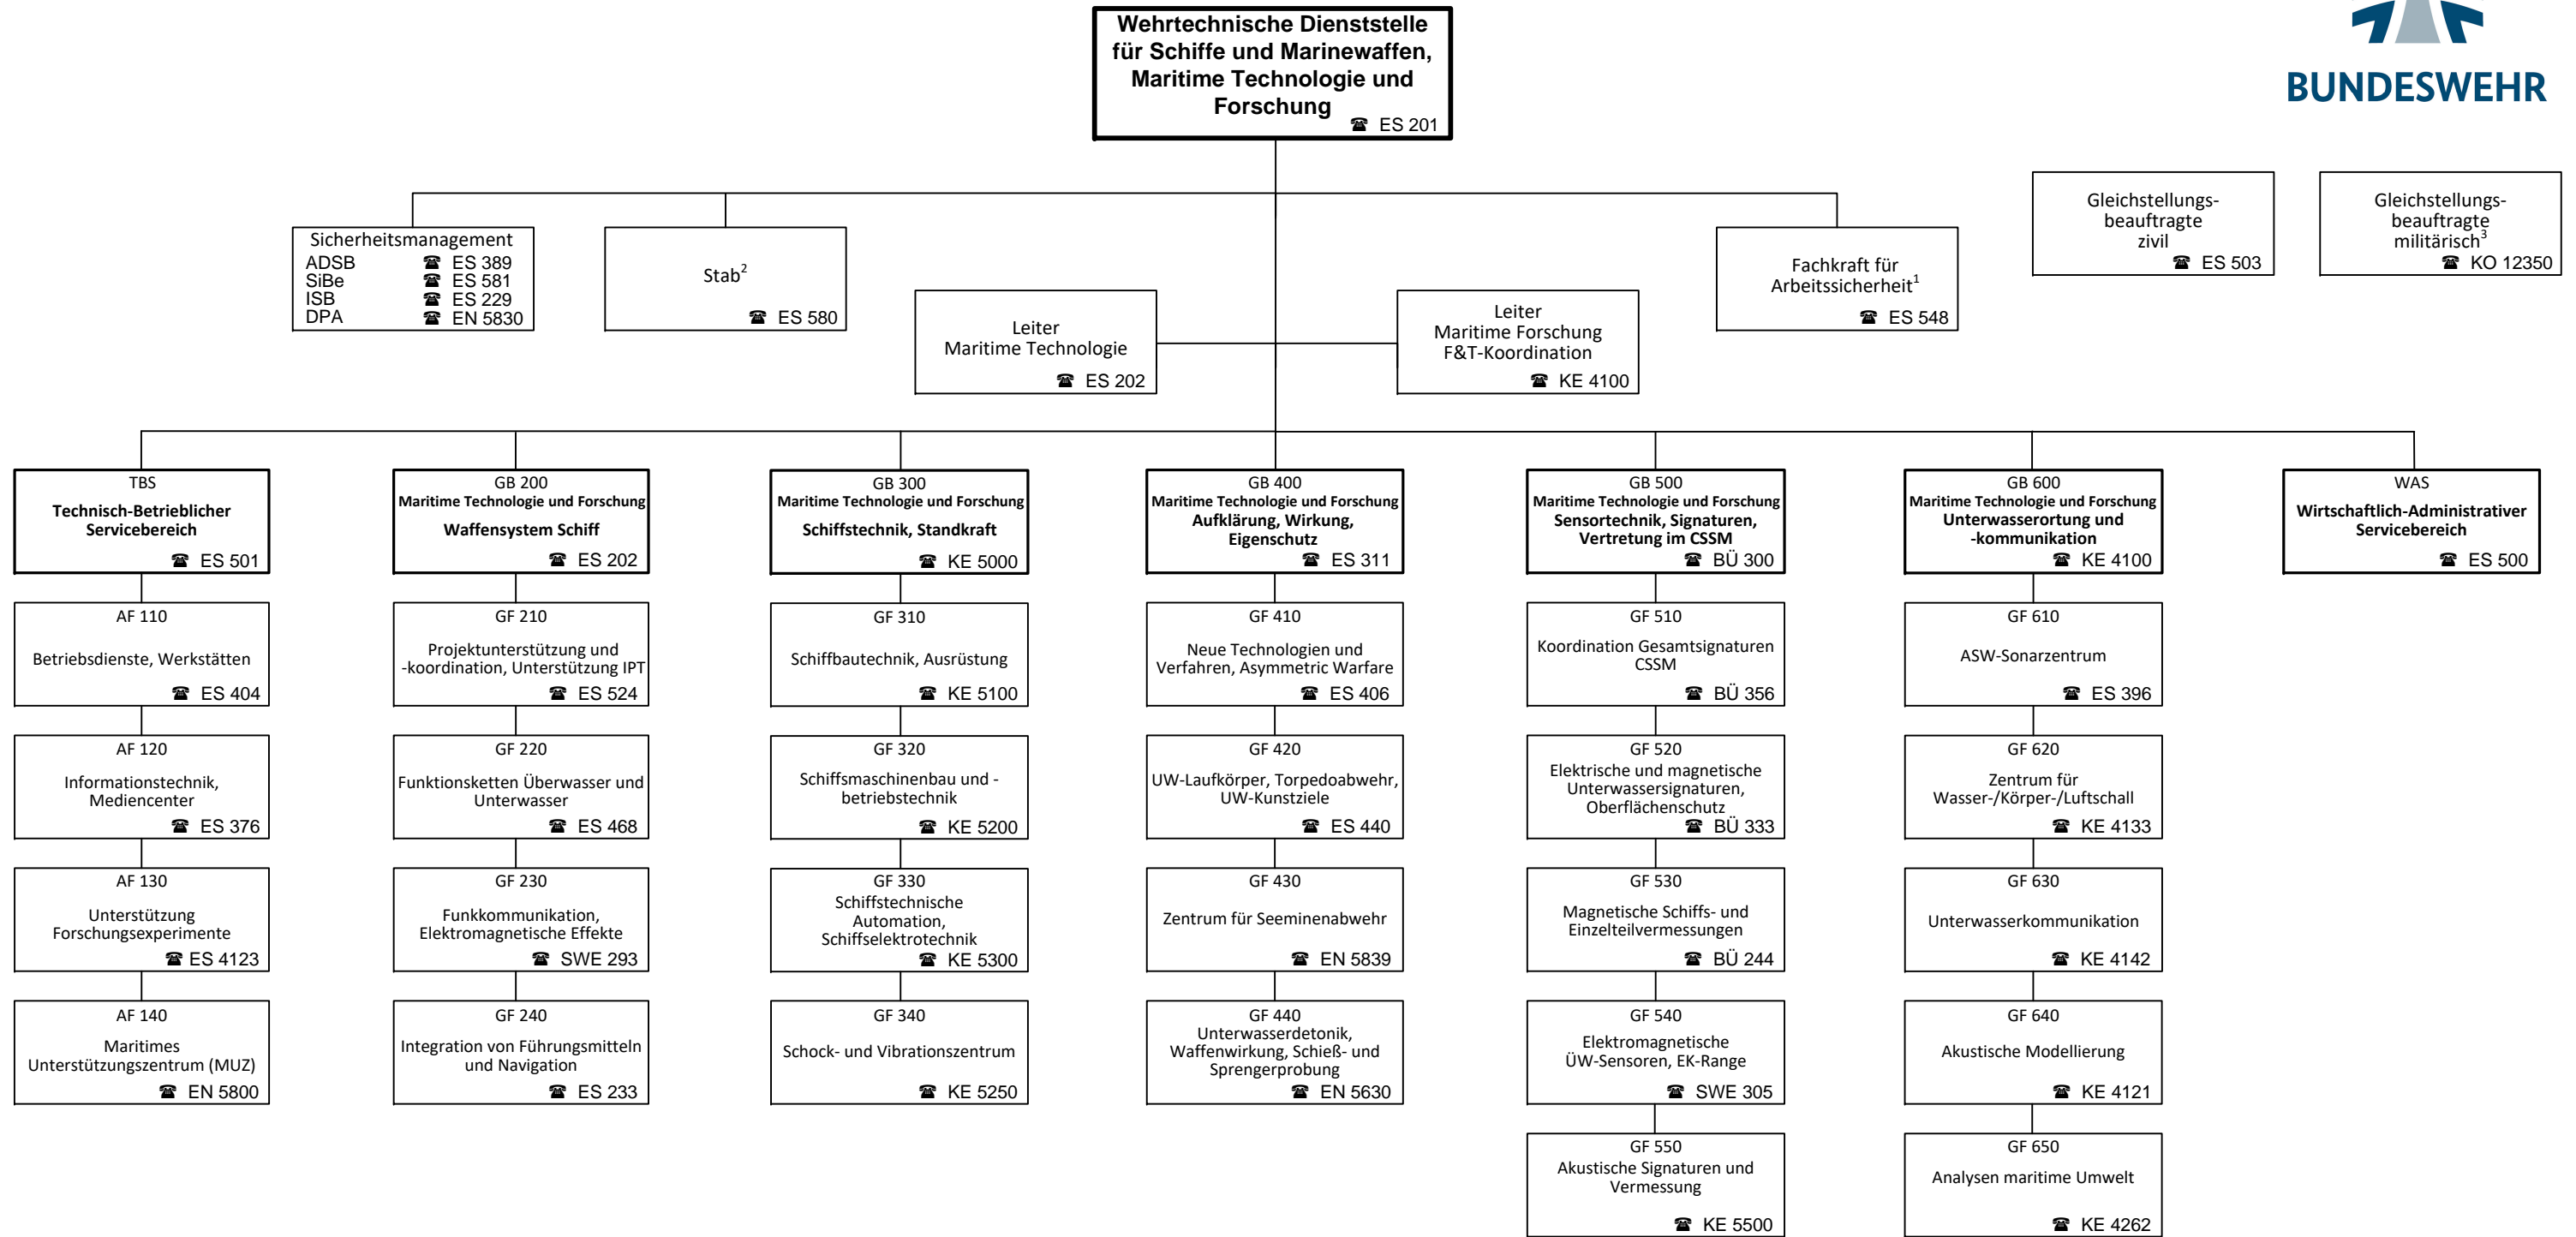 Wehrtechnische Dienststelle
für Schiffe und Marinewaffen,
Maritime Technologie und
Forschung
☎ ES 201
BUNDESWEHR
Sicherheitsmanagement
ADSB ☎ ES 389
SiBe ☎ ES 581
ISB ☎ ES 229
DPA ☎ EN 5830
Stab²
☎ ES 580
Leiter
Maritime Technologie
☎ ES 202
Leiter
Maritime Forschung
F&T-Koordination
☎ KE 4100
Fachkraft für
Arbeitssicherheit¹
☎ ES 548
Gleichstellungs-
beauftragte
zivil
☎ ES 503
Gleichstellungs-
beauftragte
militärisch³
☎ KO 12350
TBS
Technisch-Betrieblicher
Servicebereich
☎ ES 501
AF 110
Betriebsdienste, Werkstätten
☎ ES 404
AF 120
Informationstechnik,
Mediencenter
☎ ES 376
AF 130
Unterstützung
Forschungsexperimente
☎ ES 4123
AF 140
Maritimes
Unterstützungszentrum (MUZ)
☎ EN 5800
GB 200
Maritime Technologie und Forschung
Waffensystem Schiff
☎ ES 202
GF 210
Projektunterstützung und
-koordination, Unterstützung IPT
☎ ES 524
GF 220
Funktionsketten Überwasser und
Unterwasser
☎ ES 468
GF 230
Funkkommunikation,
Elektromagnetische Effekte
☎ SWE 293
GF 240
Integration von Führungsmitteln
und Navigation
☎ ES 233
GB 300
Maritime Technologie und Forschung
Schiffstechnik, Standkraft
☎ KE 5000
GF 310
Schiffbautechnik, Ausrüstung
☎ KE 5100
GF 320
Schiffsmaschinenbau und -
betriebstechnik
☎ KE 5200
GF 330
Schiffstechnische
Automation,
Schiffselektrotechnik
☎ KE 5300
GF 340
Schock- und Vibrationszentrum
☎ KE 5250
GB 400
Maritime Technologie und Forschung
Aufklärung, Wirkung,
Eigenschutz
☎ ES 311
GF 410
Neue Technologien und
Verfahren, Asymmetric Warfare
☎ ES 406
GF 420
UW-Laufkörper, Torpedoabwehr,
UW-Kunstziele
☎ ES 440
GF 430
Zentrum für Seeminenabwehr
☎ EN 5839
GF 440
Unterwasserdetonik,
Waffenwirkung, Schieß- und
Sprengerprobung
☎ EN 5630
GB 500
Maritime Technologie und Forschung
Sensortechnik, Signaturen,
Vertretung im CSSM
☎ BÜ 300
GF 510
Koordination Gesamtsignaturen
CSSM
☎ BÜ 356
GF 520
Elektrische und magnetische
Unterwassersignaturen,
Oberflächenschutz
☎ BÜ 333
GF 530
Magnetische Schiffs- und
Einzelteilvermessungen
☎ BÜ 244
GF 540
Elektromagnetische
ÜW-Sensoren, EK-Range
☎ SWE 305
GF 550
Akustische Signaturen und
Vermessung
☎ KE 5500
GB 600
Maritime Technologie und Forschung
Unterwasserortung und
-kommunikation
☎ KE 4100
GF 610
ASW-Sonarzentrum
☎ ES 396
GF 620
Zentrum für
Wasser-/Körper-/Luftschall
☎ KE 4133
GF 630
Unterwasserkommunikation
☎ KE 4142
GF 640
Akustische Modellierung
☎ KE 4121
GF 650
Analysen maritime Umwelt
☎ KE 4262
WAS
Wirtschaftlich-Administrativer
Servicebereich
☎ ES 500